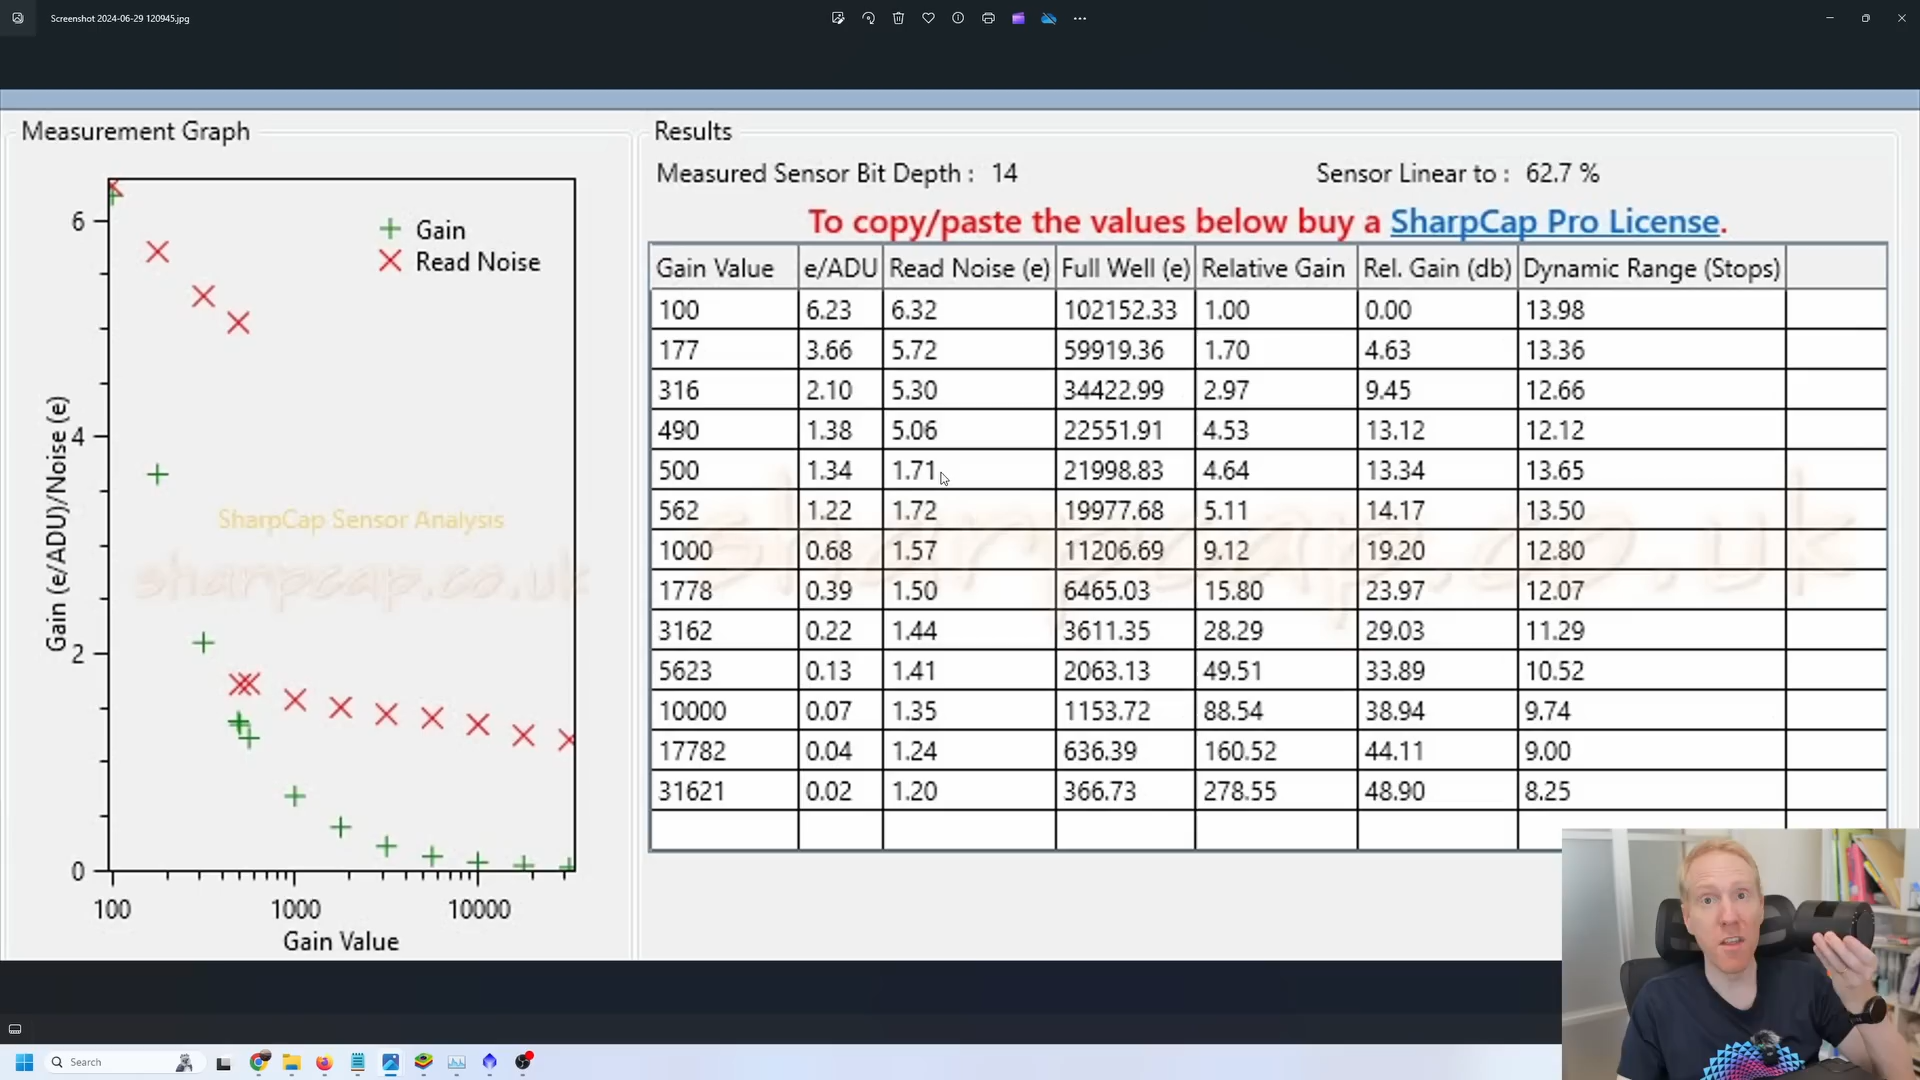 Screenshot 2024-06-29 120945.jpg
Measurement Graph
Gain (e/ADU)/Noise (e)
6
4
2
0
Gain
Read Noise
SharpCap Sensor Analysis
sharpcap.co.uk
100 1000 10000
Gain Value
Results
Measured Sensor Bit Depth : 14 Sensor Linear to : 62.7 %
To copy/paste the values below buy a SharpCap Pro License.
Gain Value e/ADU Read Noise (e) Full Well (e) Relative Gain Rel. Gain (db) Dynamic Range (Stops)
100 6.23 6.32 102152.33 1.00 0.00 13.98
177 3.66 5.72 59919.36 1.70 4.63 13.36
316 2.10 5.30 34422.99 2.97 9.45 12.66
490 1.38 5.06 22551.91 4.53 13.12 12.12
500 1.34 1.71 21998.83 4.64 13.34 13.65
562 1.22 1.72 19977.68 5.11 14.17 13.50
1000 0.68 1.57 11206.69 9.12 19.20 12.80
1778 0.39 1.50 6465.03 15.80 23.97 12.07
3162 0.22 1.44 3611.35 28.29 29.03 11.29
5623 0.13 1.41 2063.13 49.51 33.89 10.52
10000 0.07 1.35 1153.72 88.54 38.94 9.74
17782 0.04 1.24 636.39 160.52 44.11 9.00
31621 0.02 1.20 366.73 278.55 48.90 8.25
sharpcap.co.uk
Search